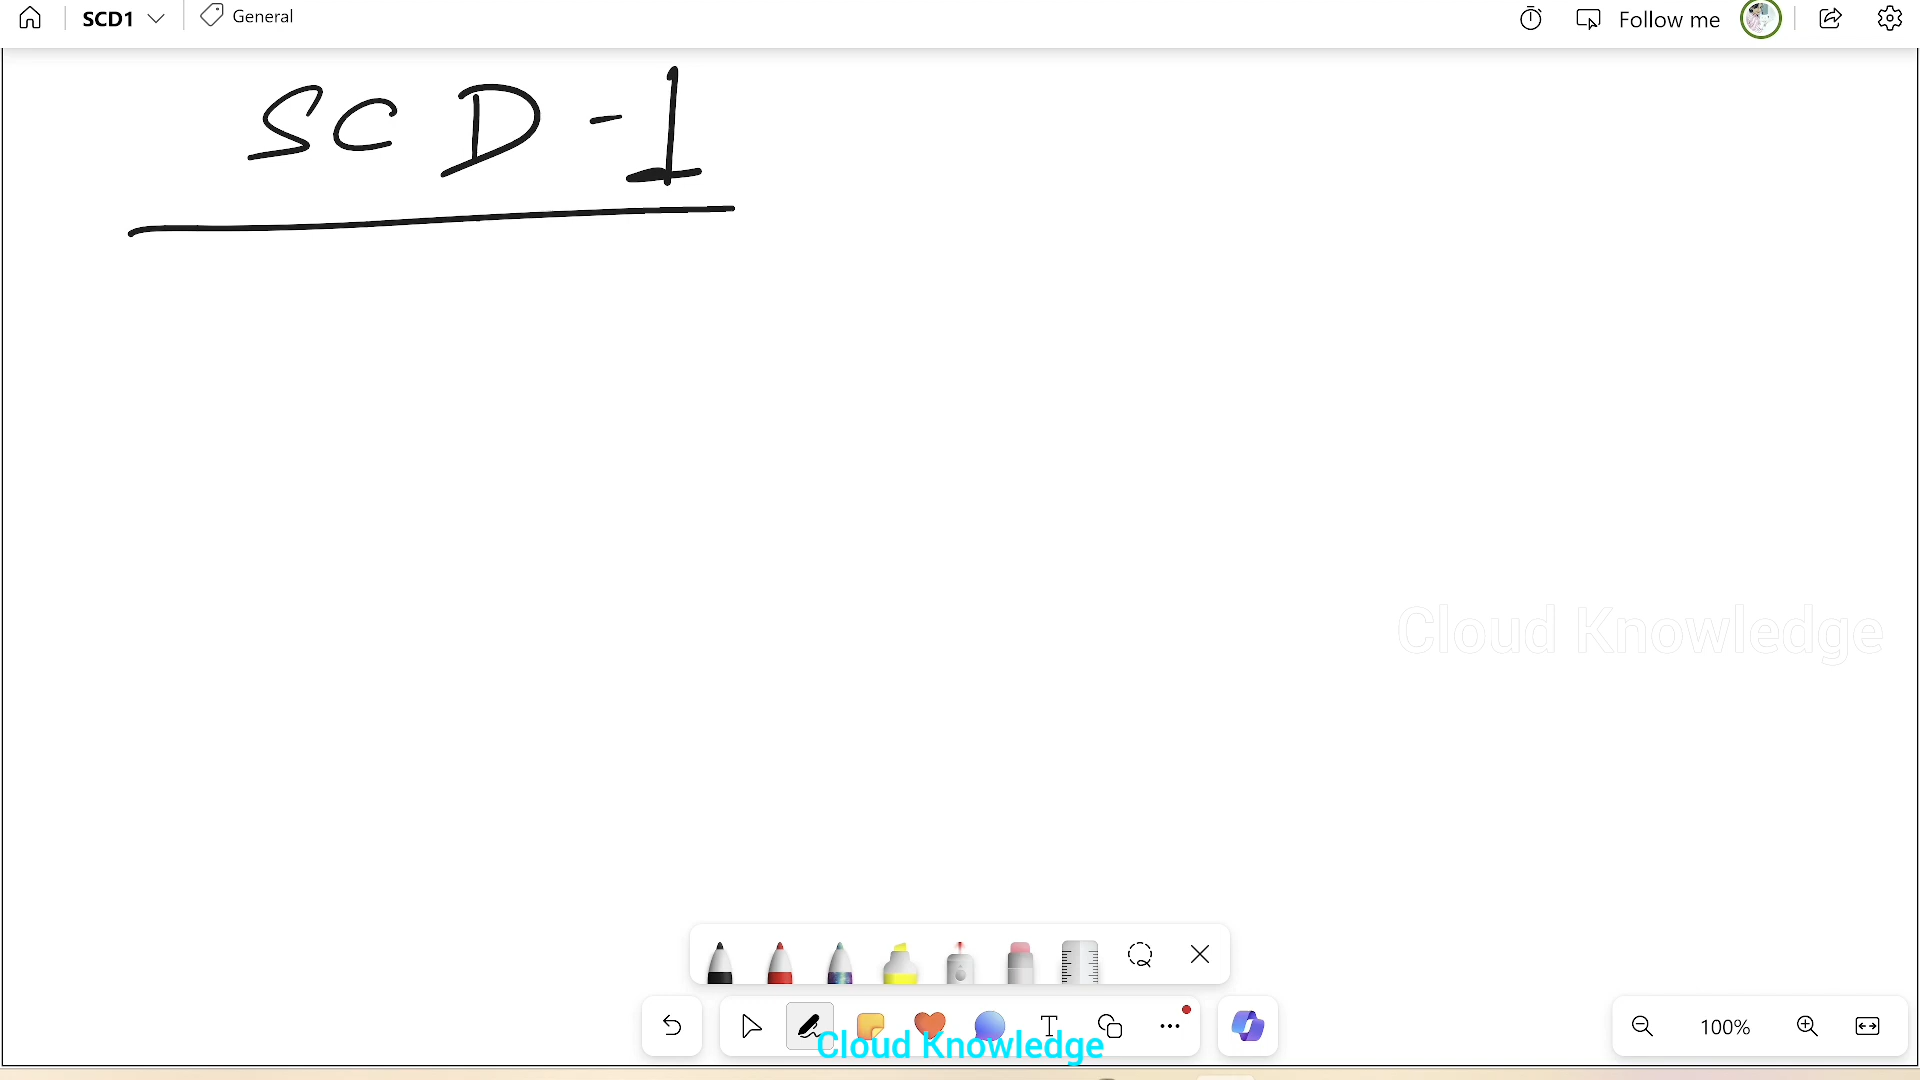 SCD1
General
Follow me
SCD-1
Cloud Knowledge
T
100%
Cloud Knowledge